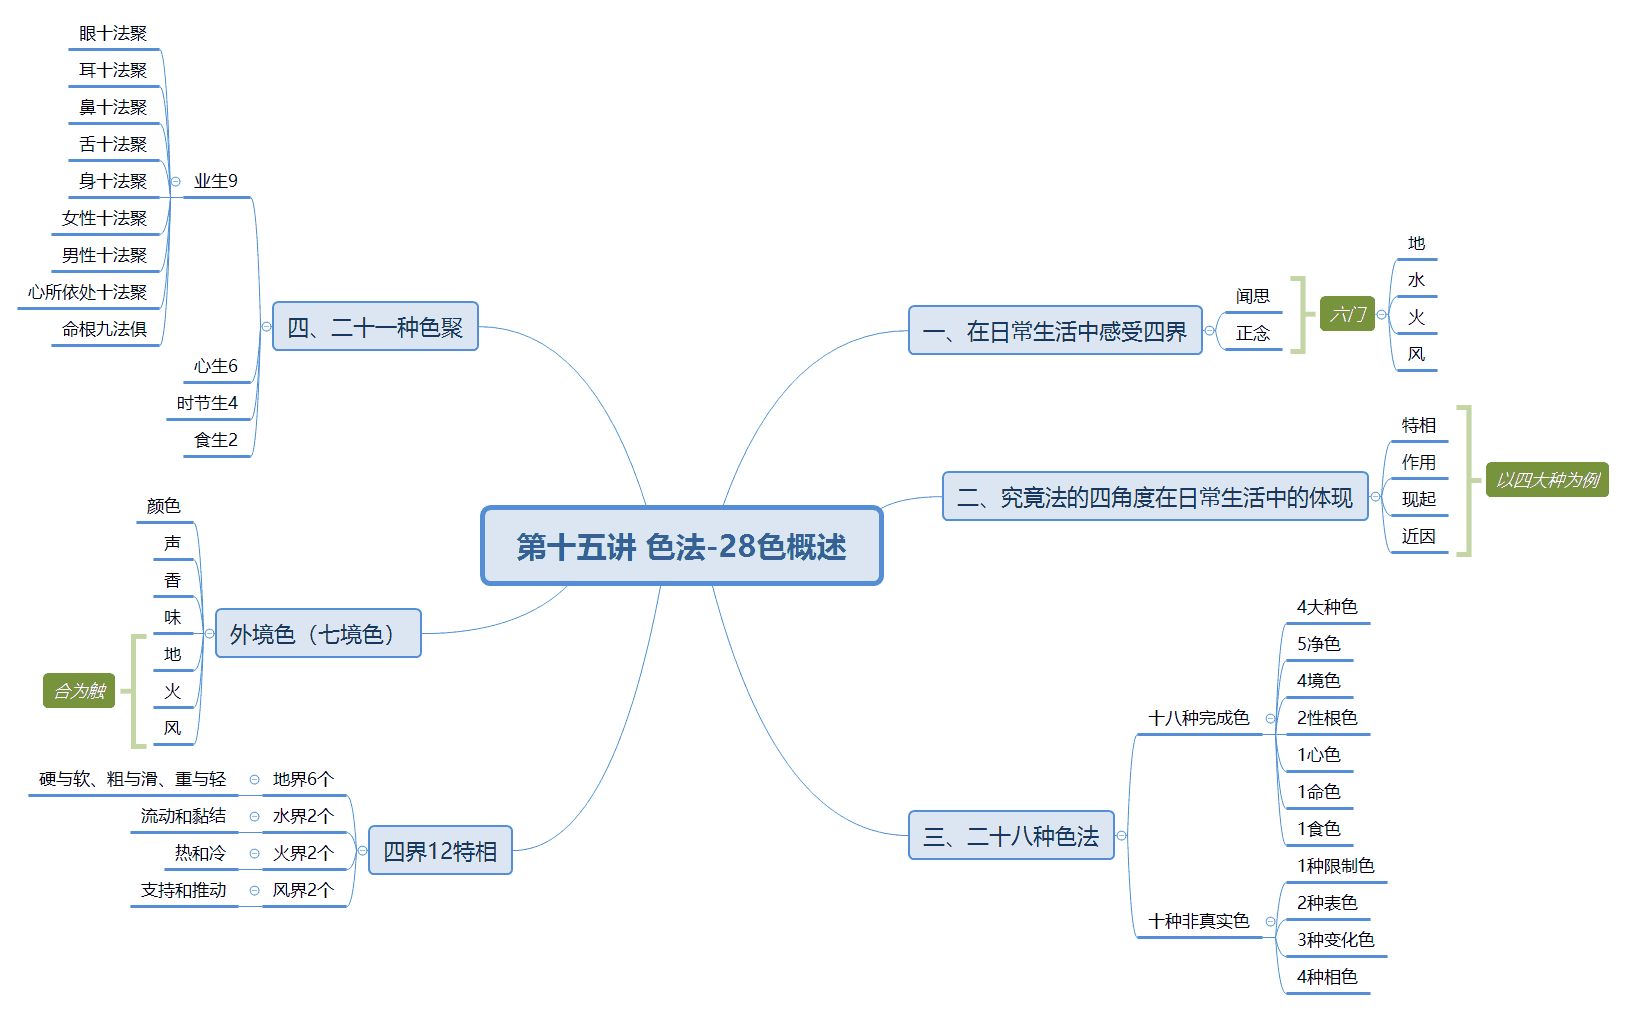 第十五讲 色法-28色概述
一、在日常生活中感受四界
闻思
正念
六门
地
水
火
风
二、究竟法的四角度在日常生活中的体现
特相
作用
现起
近因
以四大种为例
三、二十八种色法
十八种完成色
4大种色
5净色
4境色
2性根色
1心色
1命色
1食色
十种非真实色
1种限制色
2种表色
3种变化色
4种相色
四、二十一种色聚
业生9
眼十法聚
耳十法聚
鼻十法聚
舌十法聚
身十法聚
女性十法聚
男性十法聚
心所依处十法聚
命根九法俱
心生6
时节生4
食生2
外境色（七境色）
颜色
声
香
味
地
火
风
合为触
四界12特相
地界6个
硬与软、粗与滑、重与轻
水界2个
流动和黏结
火界2个
热和冷
风界2个
支持和推动